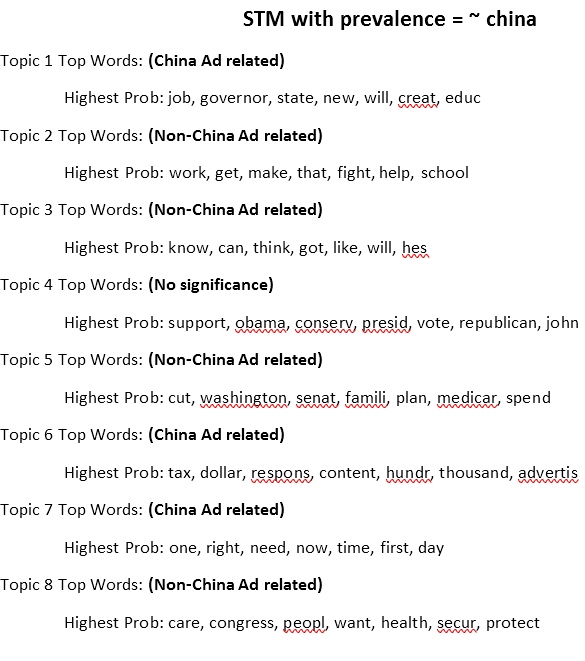 STM with prevalence = ~ china
Topic 1 Top Words: (China Ad related)
Highest Prob: job, governor, state, new, will, creat, educ
Topic 2 Top Words: (Non-China Ad related)
Highest Prob: work, get, make, that, fight, help, school
Topic 3 Top Words: (Non-China Ad related)
Highest Prob: know, can, think, got, like, will, hes
Topic 4 Top Words: (No significance)
Highest Prob: support, obama, conserv, presid, vote, republican, john
Topic 5 Top Words: (Non-China Ad related)
Highest Prob: cut, washington, senat, famili, plan, medicar, spend
Topic 6 Top Words: (China Ad related)
Highest Prob: tax, dollar, respons, content, hundr, thousand, advertis
Topic 7 Top Words: (China Ad related)
Highest Prob: one, right, need, now, time, first, day
Topic 8 Top Words: (Non-China Ad related)
Highest Prob: care, congress, peopl, want, health, secur, protect